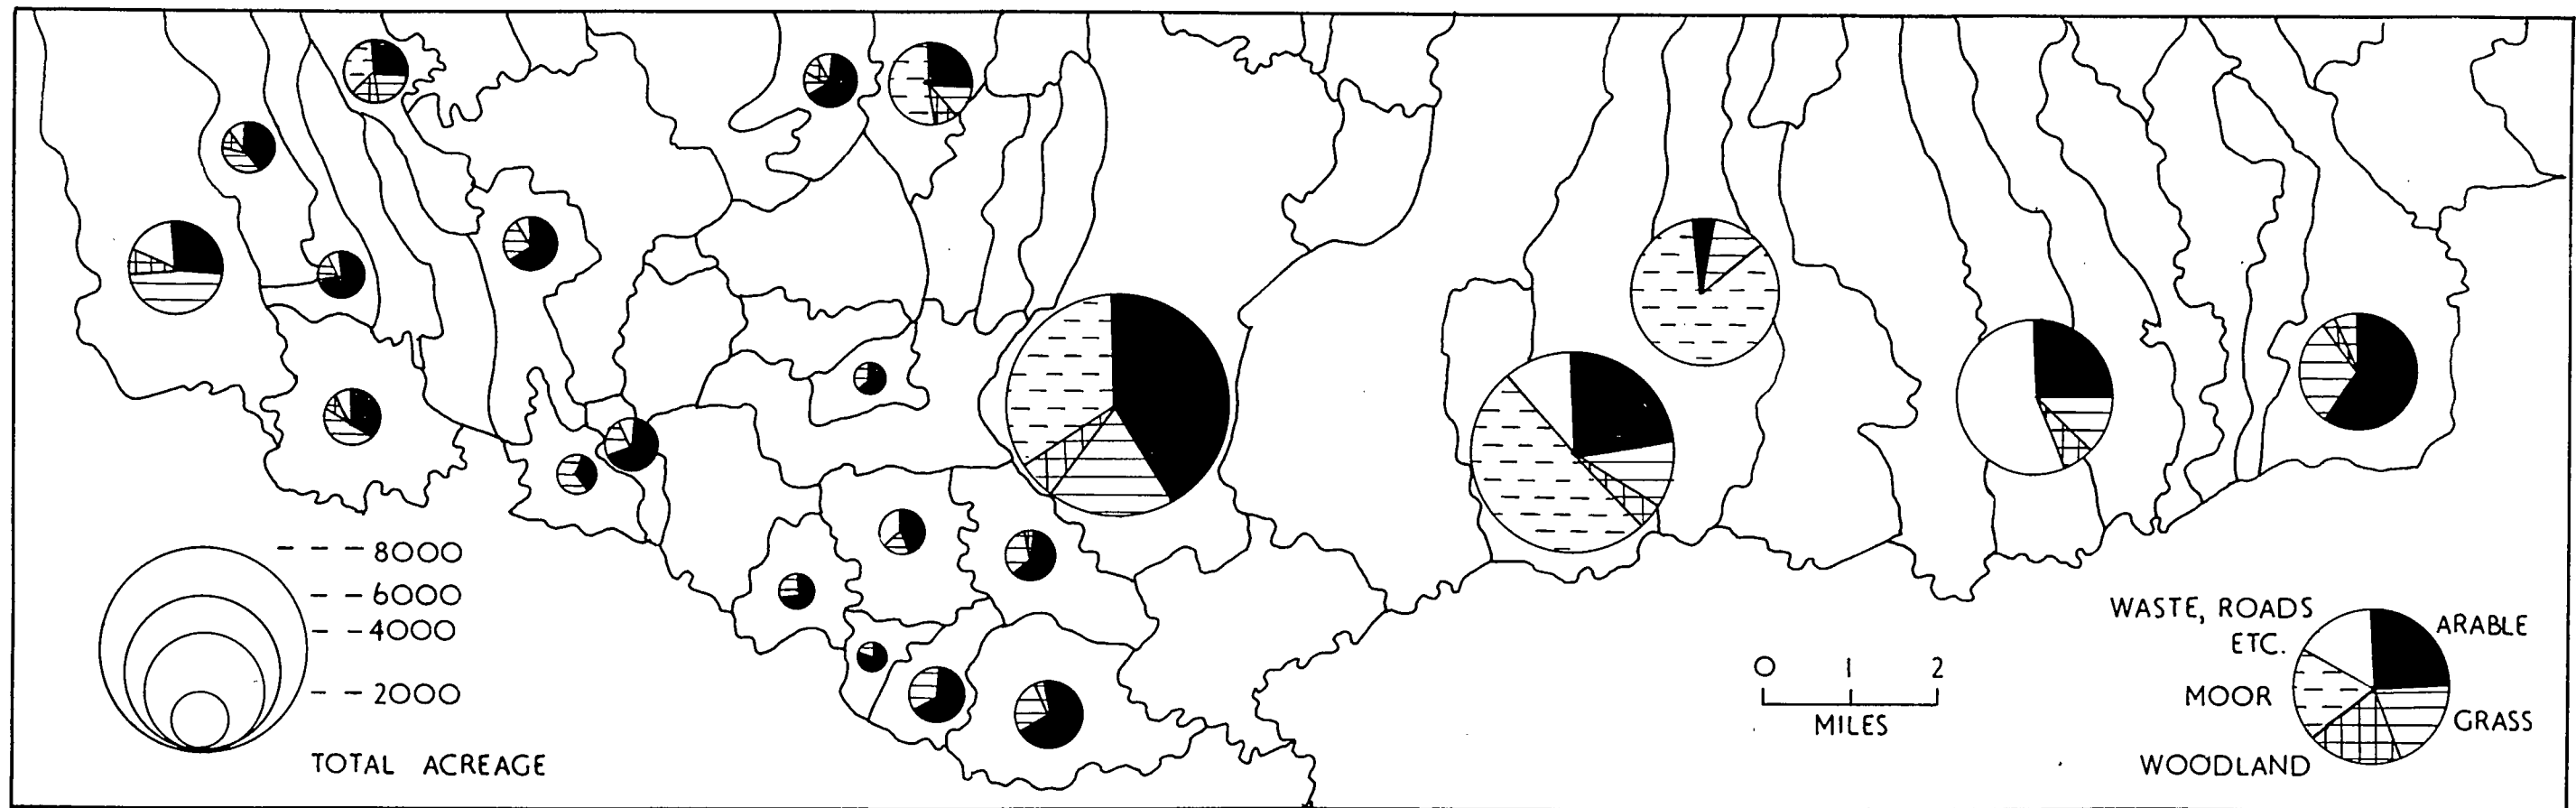 8000
6000
4000
2000
TOTAL ACREAGE
0 1 2
MILES
WASTE, ROADS
ETC.
ARABLE
MOOR
GRASS
WOODLAND